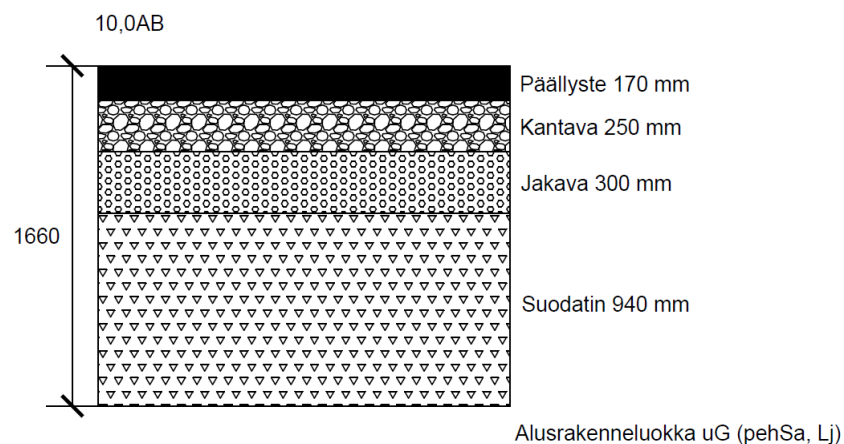 10,0AB
Päällyste 170 mm
Kantava 250 mm
Jakava 300 mm
1660
Suodatin 940 mm
Alusrakenneluokka uG (pehSa, Lj)